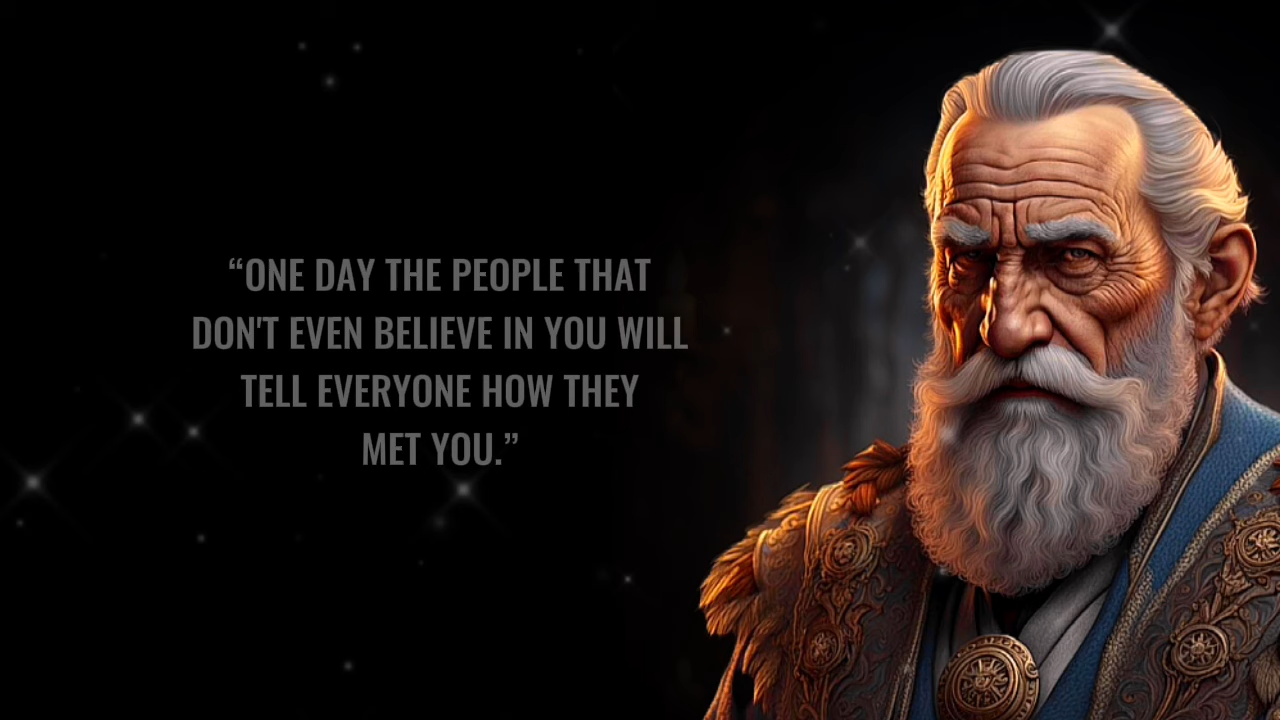 “ONE DAY THE PEOPLE THAT
DON'T EVEN BELIEVE IN YOU WILL
TELL EVERYONE HOW THEY
MET YOU.”